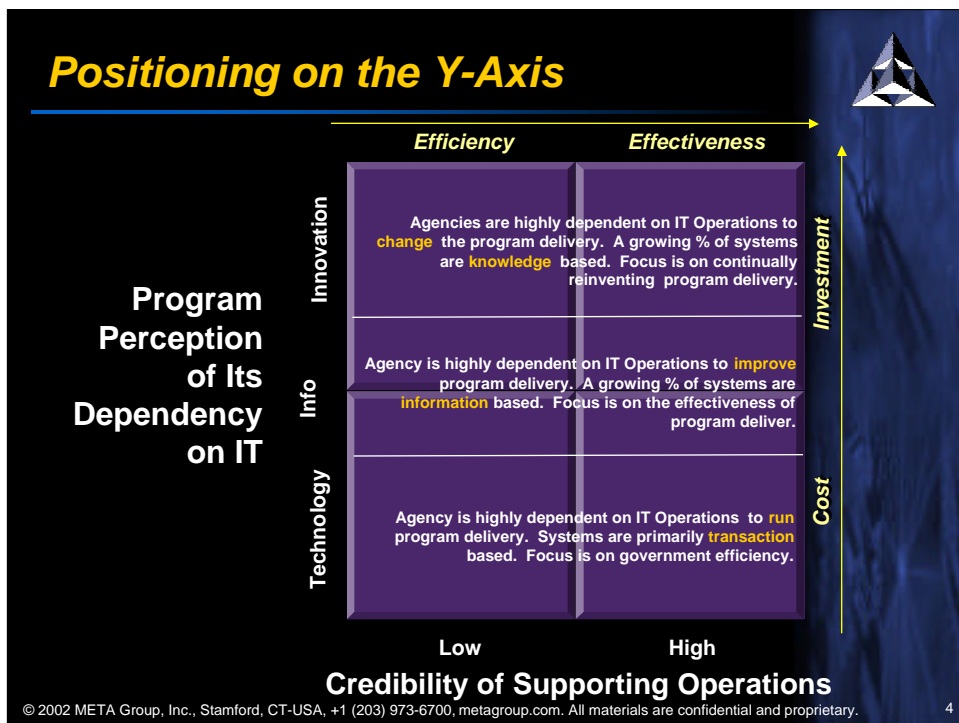 Positioning on the Y-Axis
Efficiency
Effectiveness
Innovation
Agencies are highly dependent on IT Operations to
change the program delivery. A growing % of systems
are knowledge based. Focus is on continually
reinventing program delivery.
Investment
Program
Perception
of Its
Dependency
on IT
Info
Agency is highly dependent on IT Operations to improve
program delivery. A growing % of systems are
information based. Focus is on the effectiveness of
program deliver.
Technology
Agency is highly dependent on IT Operations to run
program delivery. Systems are primarily transaction
based. Focus is on government efficiency.
Cost
Low
High
Credibility of Supporting Operations
© 2002 META Group, Inc., Stamford, CT-USA, +1 (203) 973-6700, metagroup.com. All materials are confidential and proprietary.
4